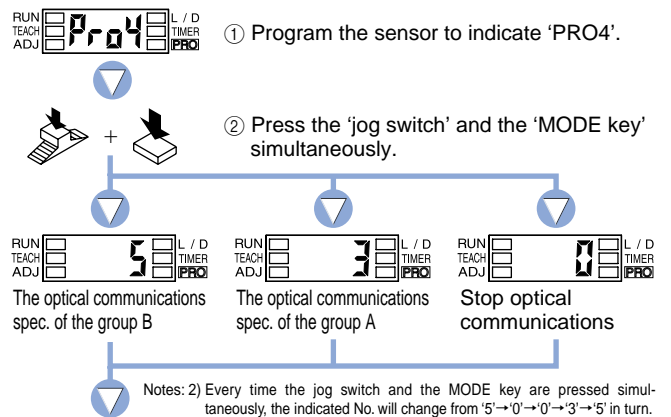 RUN Pro4 L / D
TEACH TIMER
ADJ PRO
① Program the sensor to indicate ‘PRO4’.
+
② Press the ‘jog switch’ and the ‘MODE key’
simultaneously.
RUN 5 L / D
TEACH TIMER
ADJ PRO
The optical communications
spec. of the group B
RUN 3 L / D
TEACH TIMER
ADJ PRO
The optical communications
spec. of the group A
RUN 0 L / D
TEACH TIMER
ADJ PRO
Stop optical
communications
Notes: 2) Every time the jog switch and the MODE key are pressed simul-
taneously, the indicated No. will change from ‘5’→‘0’→‘0’→‘3’→‘5’ in turn.